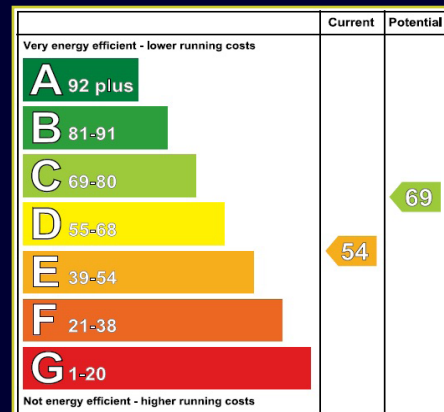 Current Potential
Very energy efficient - lower running costs
A 92 plus
B 81-91
C 69-80
69
D 55-68
54
E 39-54
F 21-38
G 1-20
Not energy efficient - higher running costs